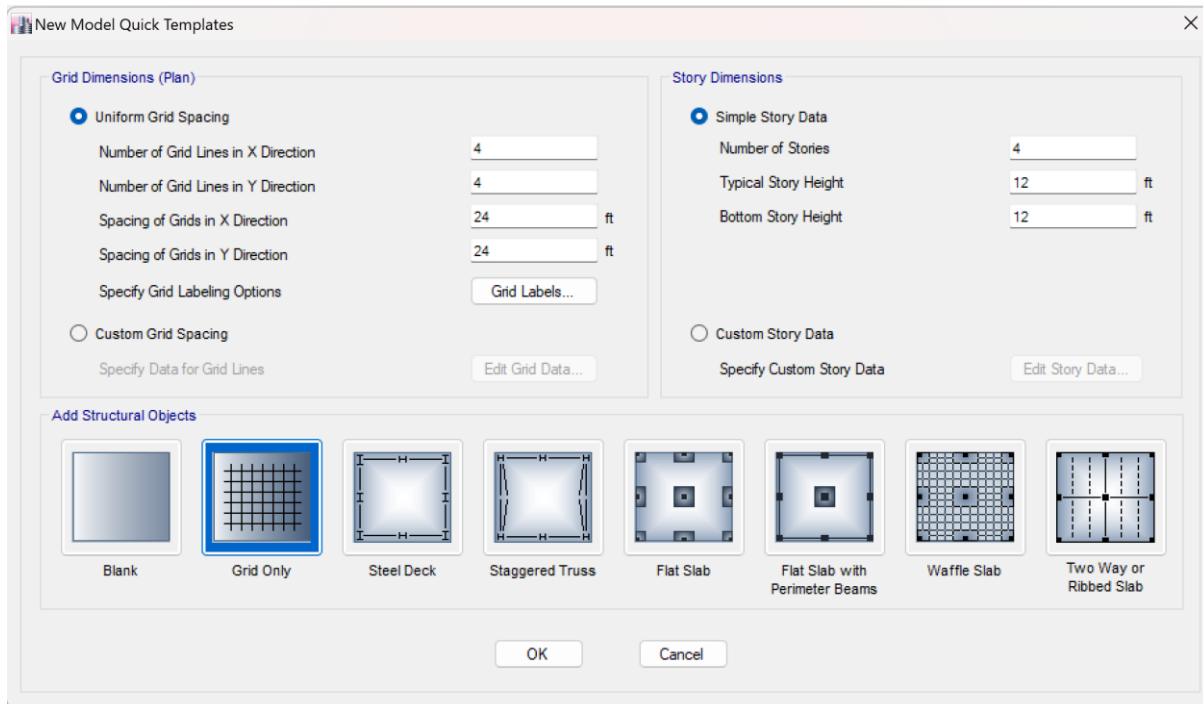 New Model Quick Templates
Grid Dimensions (Plan)
Uniform Grid Spacing
Number of Grid Lines in X Direction 4
Number of Grid Lines in Y Direction 4
Spacing of Grids in X Direction 24 ft
Spacing of Grids in Y Direction 24 ft
Specify Grid Labeling Options Grid Labels...
Custom Grid Spacing
Specify Data for Grid Lines Edit Grid Data...
Story Dimensions
Simple Story Data
Number of Stories 4
Typical Story Height 12 ft
Bottom Story Height 12 ft
Custom Story Data
Specify Custom Story Data Edit Story Data...
Add Structural Objects
Blank
Grid Only
Steel Deck
Staggered Truss
Flat Slab
Flat Slab with
Perimeter Beams
Waffle Slab
Two Way or
Ribbed Slab
OK Cancel